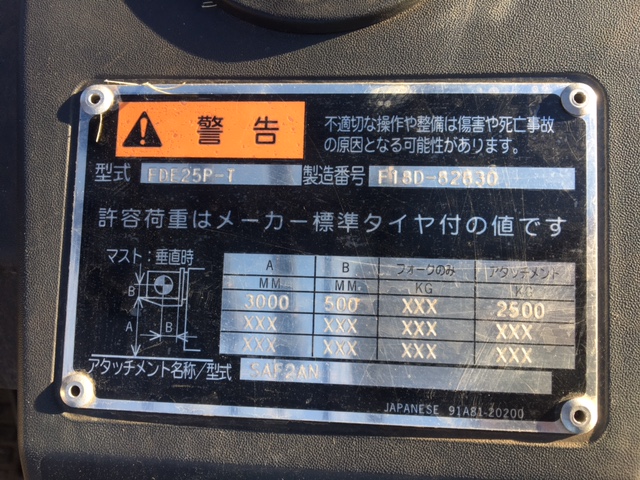 警告
不適切な操作や整備は傷害や死亡事故
の原因となる可能性があります。
型式 FDE25P-T 製造番号 F18D-82830
許容荷重はメーカー標準タイヤ付の値です
マスト:垂直時
B
A
B
A B フォークのみ アタッチメント
MM MM KG KG
3000 500 XXX 2500
XXX XXX XXX XXX
XXX XXX XXX XXX
アタッチメント名称/型式 SAF2AN
JAPANESE 91A81-20200